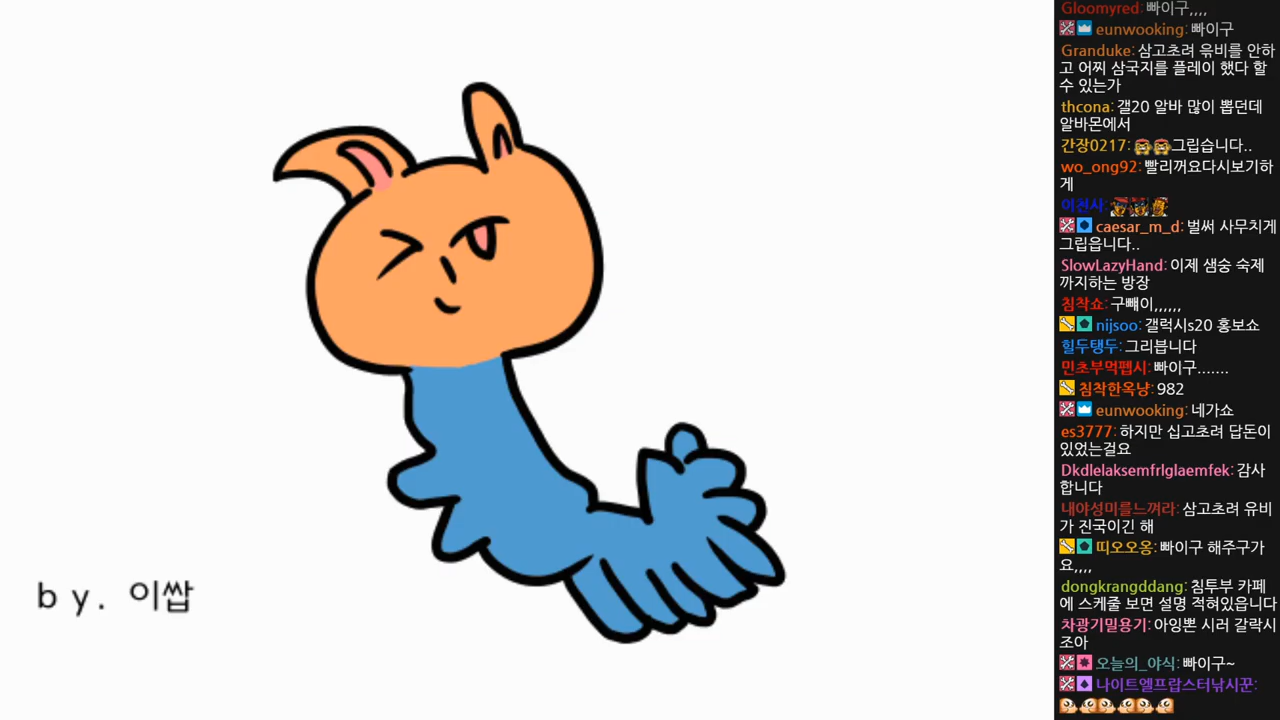 by. 이쌉
Gloomyred: 빠이구,,,,
eunwooking: 빠이구
Granduke: 삼고초려 윾비를 안하
고 어찌 삼국지를 플레이 했다 할
수 있는가
thcona: 갤20 알바 많이 뽑던데
알바몬에서
간장0217: 그립습니다..
wo_ong92: 빨리꺼요다시보기하
게
이천사:
caesar_m_d: 벌써 사무치게
그립읍니다..
SlowLazyHand: 이제 샘숭 숙제
까지하는 방장
침착쇼: 구빼이,,,,,,
nijsoo: 갤럭시s20 홍보쇼
힐두탱두: 그리븝니다
민초부먹펩시: 빠이구.......
침착한옥냥: 982
eunwooking: 네가쇼
es3777: 하지만 십고초려 답돈이
있었는걸요
Dkdlelaksemfrlglaemfek: 감사
합니다
내야성미를느껴라: 삼고초려 유비
가 진국이긴 해
띠오오옹: 빠이구 해주구가
요,,,,
dongkrangddang: 침투부 카페
에 스케줄 보면 설명 적혀있읍니다
차광기밀용기: 아잉뽄 시러 갈락시
조아
오늘의_야식: 빠이구~
나이트엘프랍스터낚시꾼: